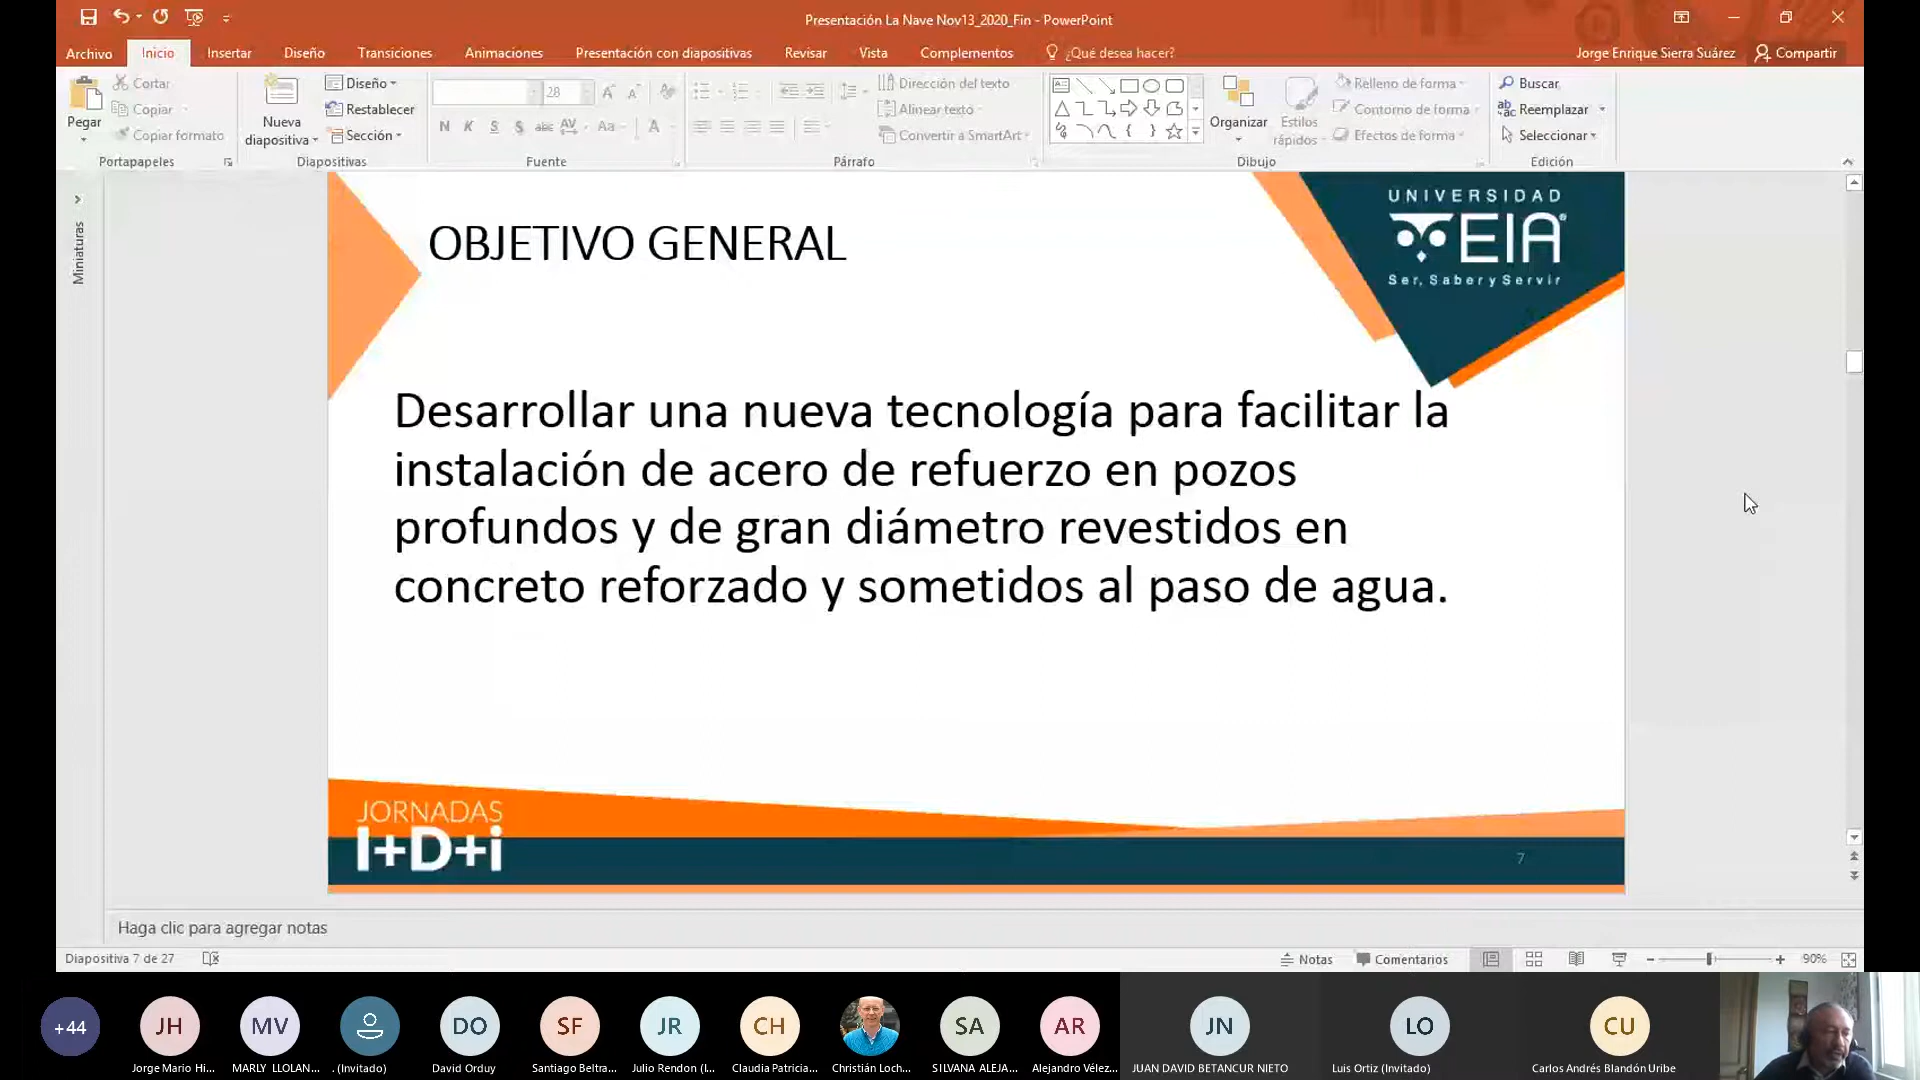 Presentación La Nave Nov13_2020_Fin - PowerPoint
Archivo Inicio Insertar Diseño Transiciones Animaciones Presentación con diapositivas Revisar Vista Complementos ¿Qué desea hacer? Jorge Enrique Sierra Suárez Compartir
Pegar
Cortar
Copiar
Copiar formato
Portapapeles
Nueva
diapositiva
Diseño
Restablecer
Sección
Diapositivas
28
N K S S abc AV Aa A
Fuente
Dirección del texto
Alinear texto
Convertir a SmartArt
Párrafo
Organizar
Estilos
rápidos
Relleno de forma
Contorno de forma
Efectos de forma
Dibujo
Buscar
Reemplazar
Seleccionar
Edición
Miniaturas
OBJETIVO GENERAL
UNIVERSIDAD
EIA
Ser, Saber y Servir
Desarrollar una nueva tecnología para facilitar la
instalación de acero de refuerzo en pozos
profundos y de gran diámetro revestidos en
concreto reforzado y sometidos al paso de agua.
JORNADAS
I+D+i
7
Haga clic para agregar notas
Diapositiva 7 de 27
Notas Comentarios 90%
+44 JH MV DO SF JR CH SA AR JN LO CU
Jorge Mario Hi... MARLY LLOLAN... . (Invitado) David Orduy Santiago Beltra... Julio Rendon (I... Claudia Patricia... Christián Loch... SILVANA ALEJA... Alejandro Vélez... JUAN DAVID BETANCUR NIETO Luis Ortiz (Invitado) Carlos Andrés Blandón Uribe